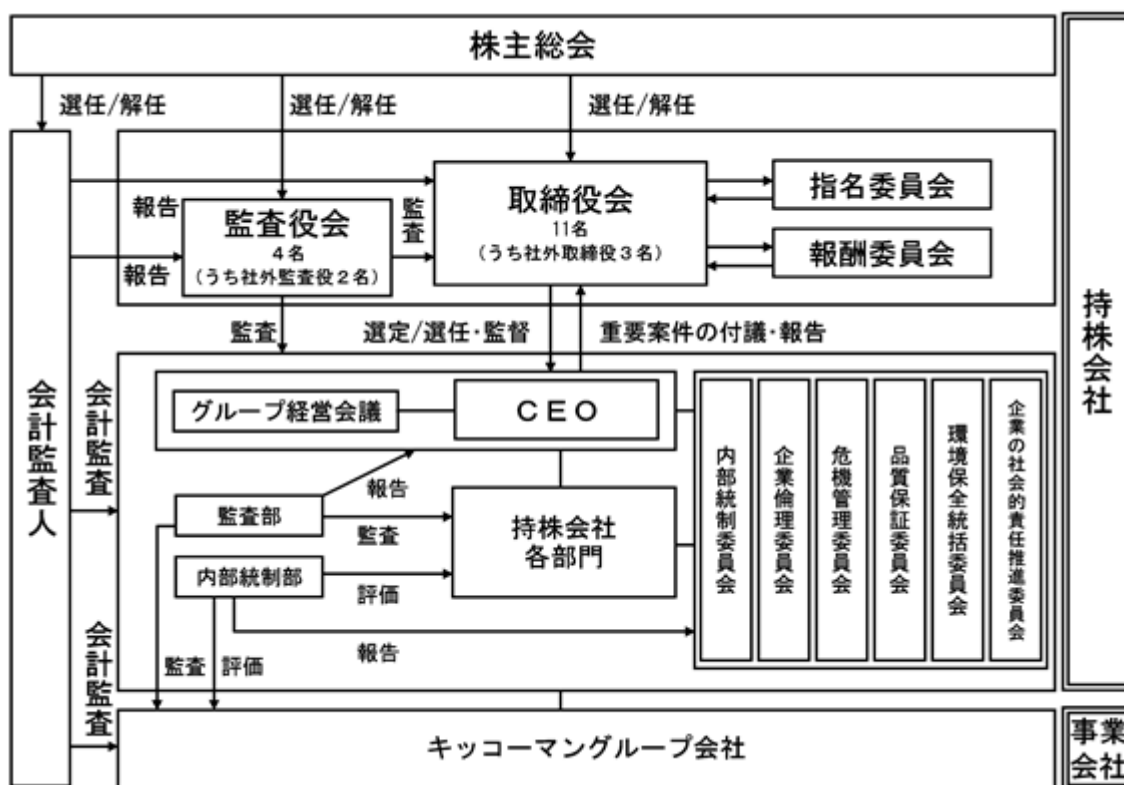 株主総会
選任/解任
選任/解任
選任/解任
報告
監査役会
4名
(うち社外監査役2名)
監査
取締役会
11名
(うち社外取締役3名)
指名委員会
報酬委員会
報告
監査
選定/選任・監督
重要案件の付議・報告
持株会社
会計監査人
会計監査
グループ経営会議
CEO
報告
監査部
監査
持株会社
各部門
内部統制部
評価
報告
内部統制委員会
企業倫理委員会
危機管理委員会
品質保証委員会
環境保全統括委員会
企業の社会的責任推進委員会
会計監査
監査
評価
キッコーマングループ会社
事業
会社